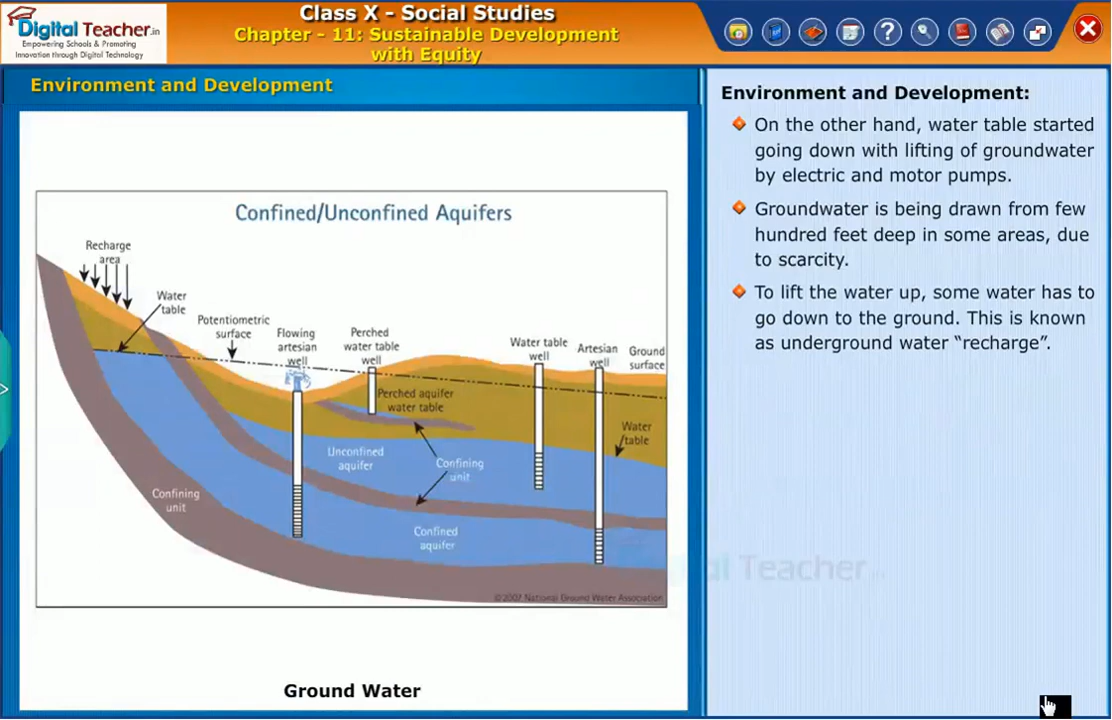 Digital Teacher.in
Empowering Schools & Promoting
Innovation through Digital Technology
Class X - Social Studies
Chapter - 11: Sustainable Development
with Equity
Environment and Development
Confined/Unconfined Aquifers
Recharge
area
Water
table
Potentiometric
surface
Flowing
artesian
well
Perched
water table
well
Water table
well
Artesian
well
Ground
surface
Perched aquifer
water table
Water
table
Unconfined
aquifer
Confining
unit
Confining
unit
Confined
aquifer
©2007 National Ground Water Association
Ground Water
Environment and Development:
On the other hand, water table started
going down with lifting of groundwater
by electric and motor pumps.
Groundwater is being drawn from few
hundred feet deep in some areas, due
to scarcity.
To lift the water up, some water has to
go down to the ground. This is known
as underground water “recharge”.
Digital Teacher.in